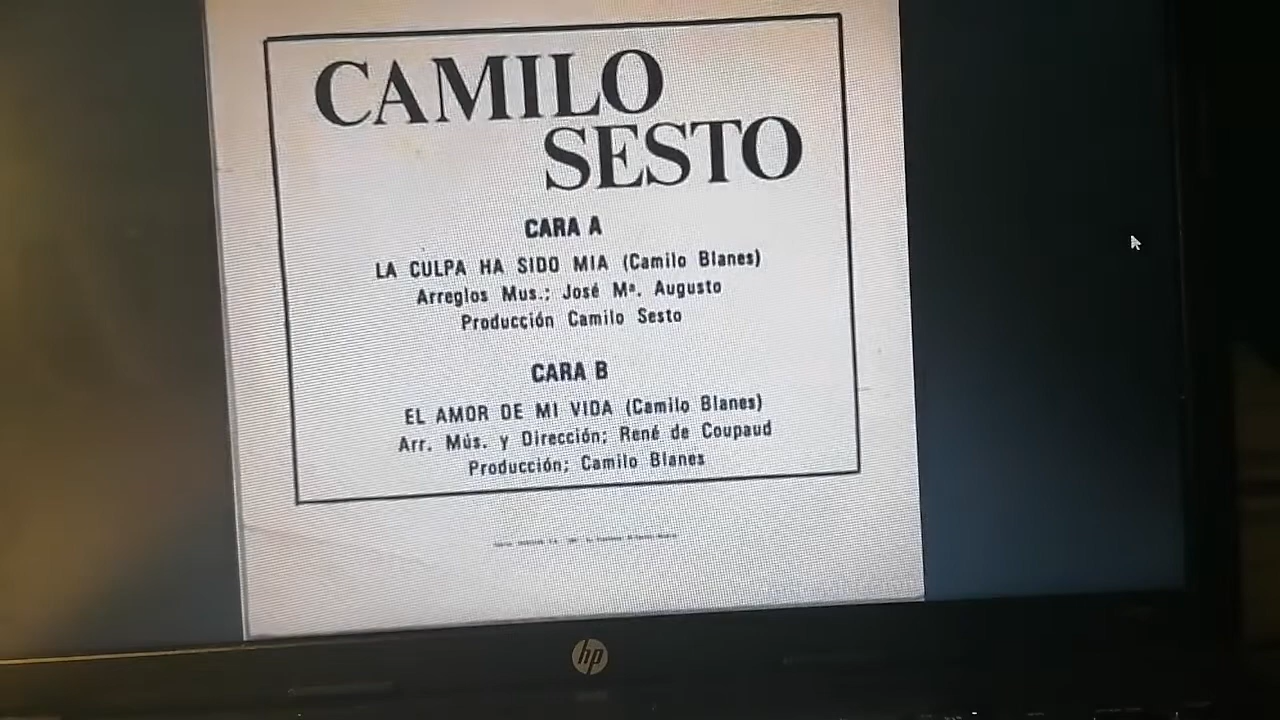 CAMILO
SESTO
CARA A
LA CULPA HA SIDO MIA (Camilo Blanes)
Arreglos Mus.; José Mª. Augusto
Producción Camilo Sesto
CARA B
EL AMOR DE MI VIDA (Camilo Blanes)
Arr. Mús. y Dirección; René de Coupaud
Producción; Camilo Blanes
hp